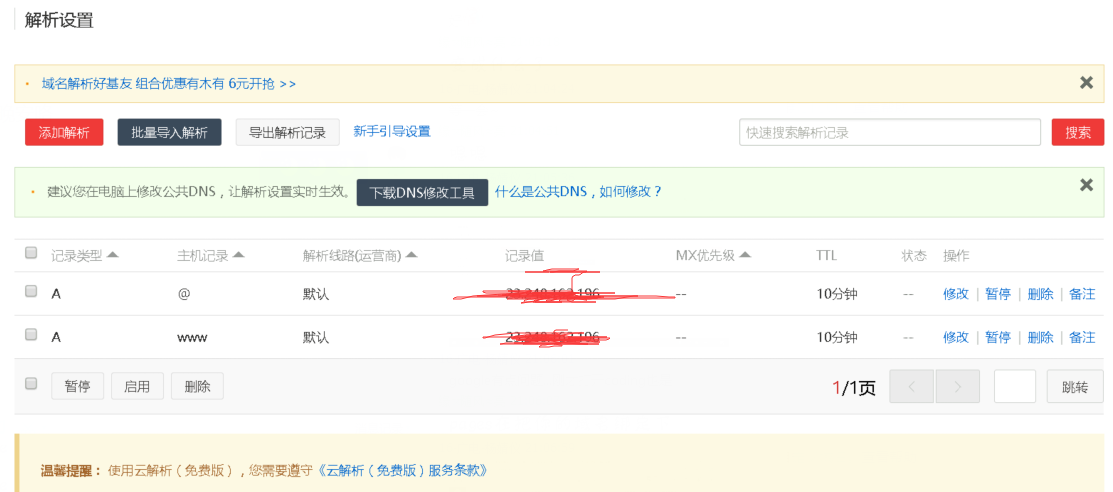 解析设置
域名解析好基友 组合优惠有木有 6元开抢 >>
添加解析 批量导入解析 导出解析记录 新手引导设置 快速搜索解析记录 搜索
建议您在电脑上修改公共DNS，让解析设置实时生效。 下载DNS修改工具 什么是公共DNS，如何修改？
记录类型 主机记录 解析线路(运营商) 记录值 MX优先级 TTL 状态 操作
A @ 默认 -- 10分钟 -- 修改 | 暂停 | 删除 | 备注
A www 默认 -- 10分钟 -- 修改 | 暂停 | 删除 | 备注
暂停 启用 删除 1/1页 < > 跳转
温馨提醒： 使用云解析（免费版），您需要遵守《云解析（免费版）服务条款》